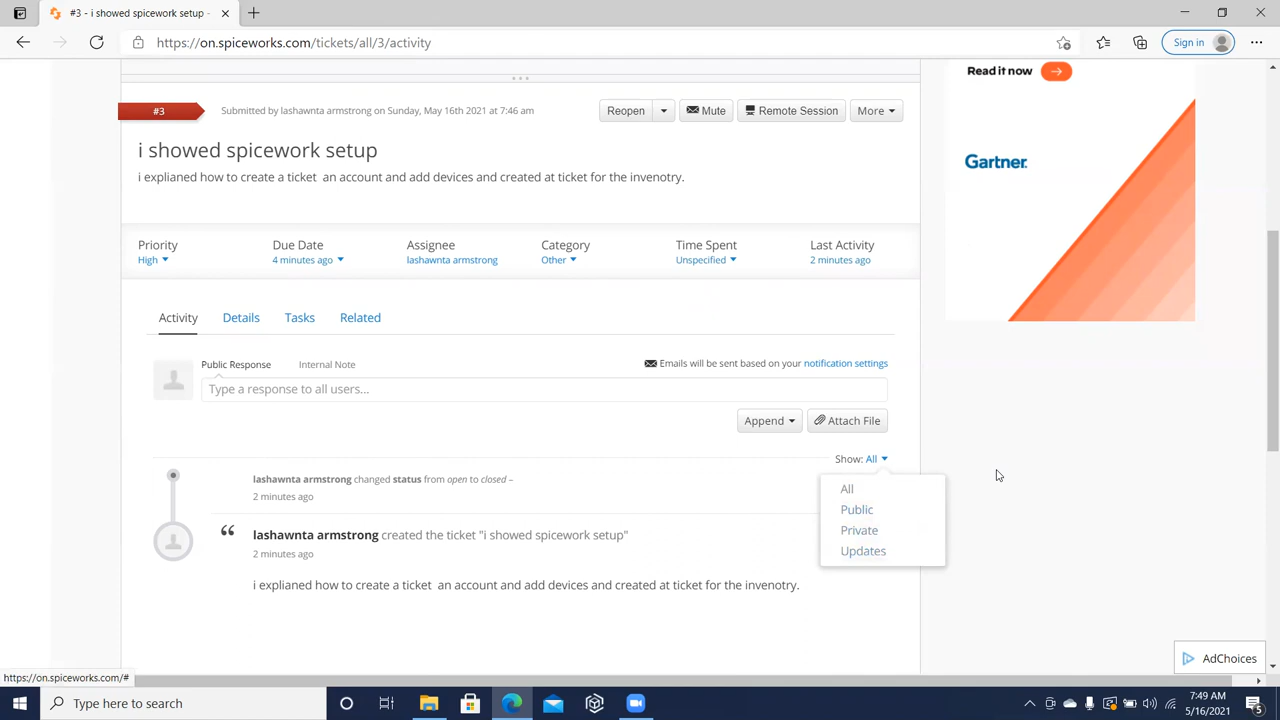 #3 - i showed spicework setup -
https://on.spiceworks.com/tickets/all/3/activity
Sign in
Read it now
#3
Submitted by lashawnta armstrong on Sunday, May 16th 2021 at 7:46 am
Reopen
Mute
Remote Session
More
i showed spicework setup
i explianed how to create a ticket an account and add devices and created at ticket for the invenotry.
Gartner.
Priority
Due Date
Assignee
Category
Time Spent
Last Activity
High
4 minutes ago
lashawnta armstrong
Other
Unspecified
2 minutes ago
Activity
Details
Tasks
Related
Public Response
Internal Note
Emails will be sent based on your notification settings
Type a response to all users...
Append
Attach File
Show: All
lashawnta armstrong changed status from open to closed –
2 minutes ago
All
Public
Private
Updates
lashawnta armstrong created the ticket "i showed spicework setup"
2 minutes ago
i explianed how to create a ticket an account and add devices and created at ticket for the invenotry.
AdChoices
https://on.spiceworks.com/#
Type here to search
7:49 AM
5/16/2021
5